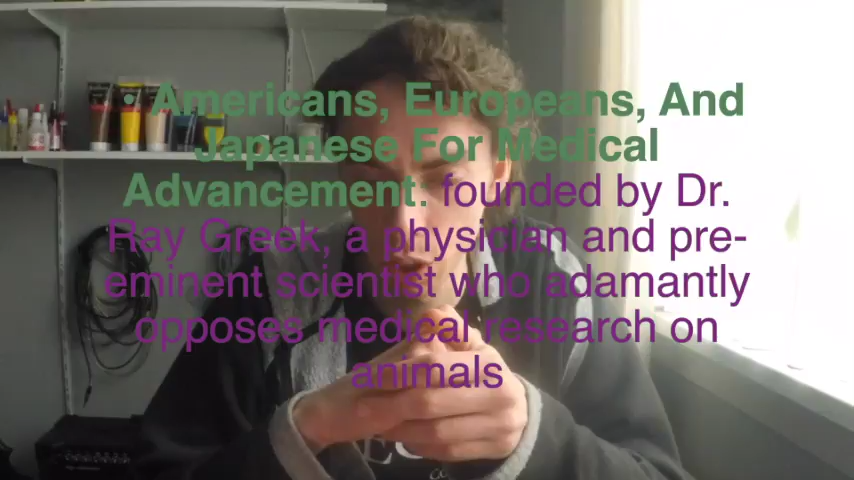 • Americans, Europeans, And
Japanese For Medical
Advancement: founded by Dr.
Ray Greek, a physician and pre-
eminent scientist who adamantly
opposes medical research on
animals